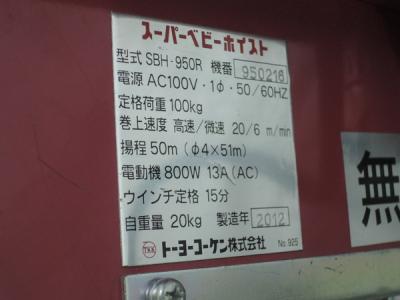 スーパーベビーホイスト
型式 SBH-950R 機番 950216
電源 AC100V・1φ・50/60HZ
定格荷重 100kg
巻上速度 高速/微速 20/6 m/min
揚程 50m (φ4×51m)
電動機 800W 13A (AC)
ウインチ定格 15分
自重量 20kg 製造年 2012
TKK トーヨーコーケン株式会社 No.925
無